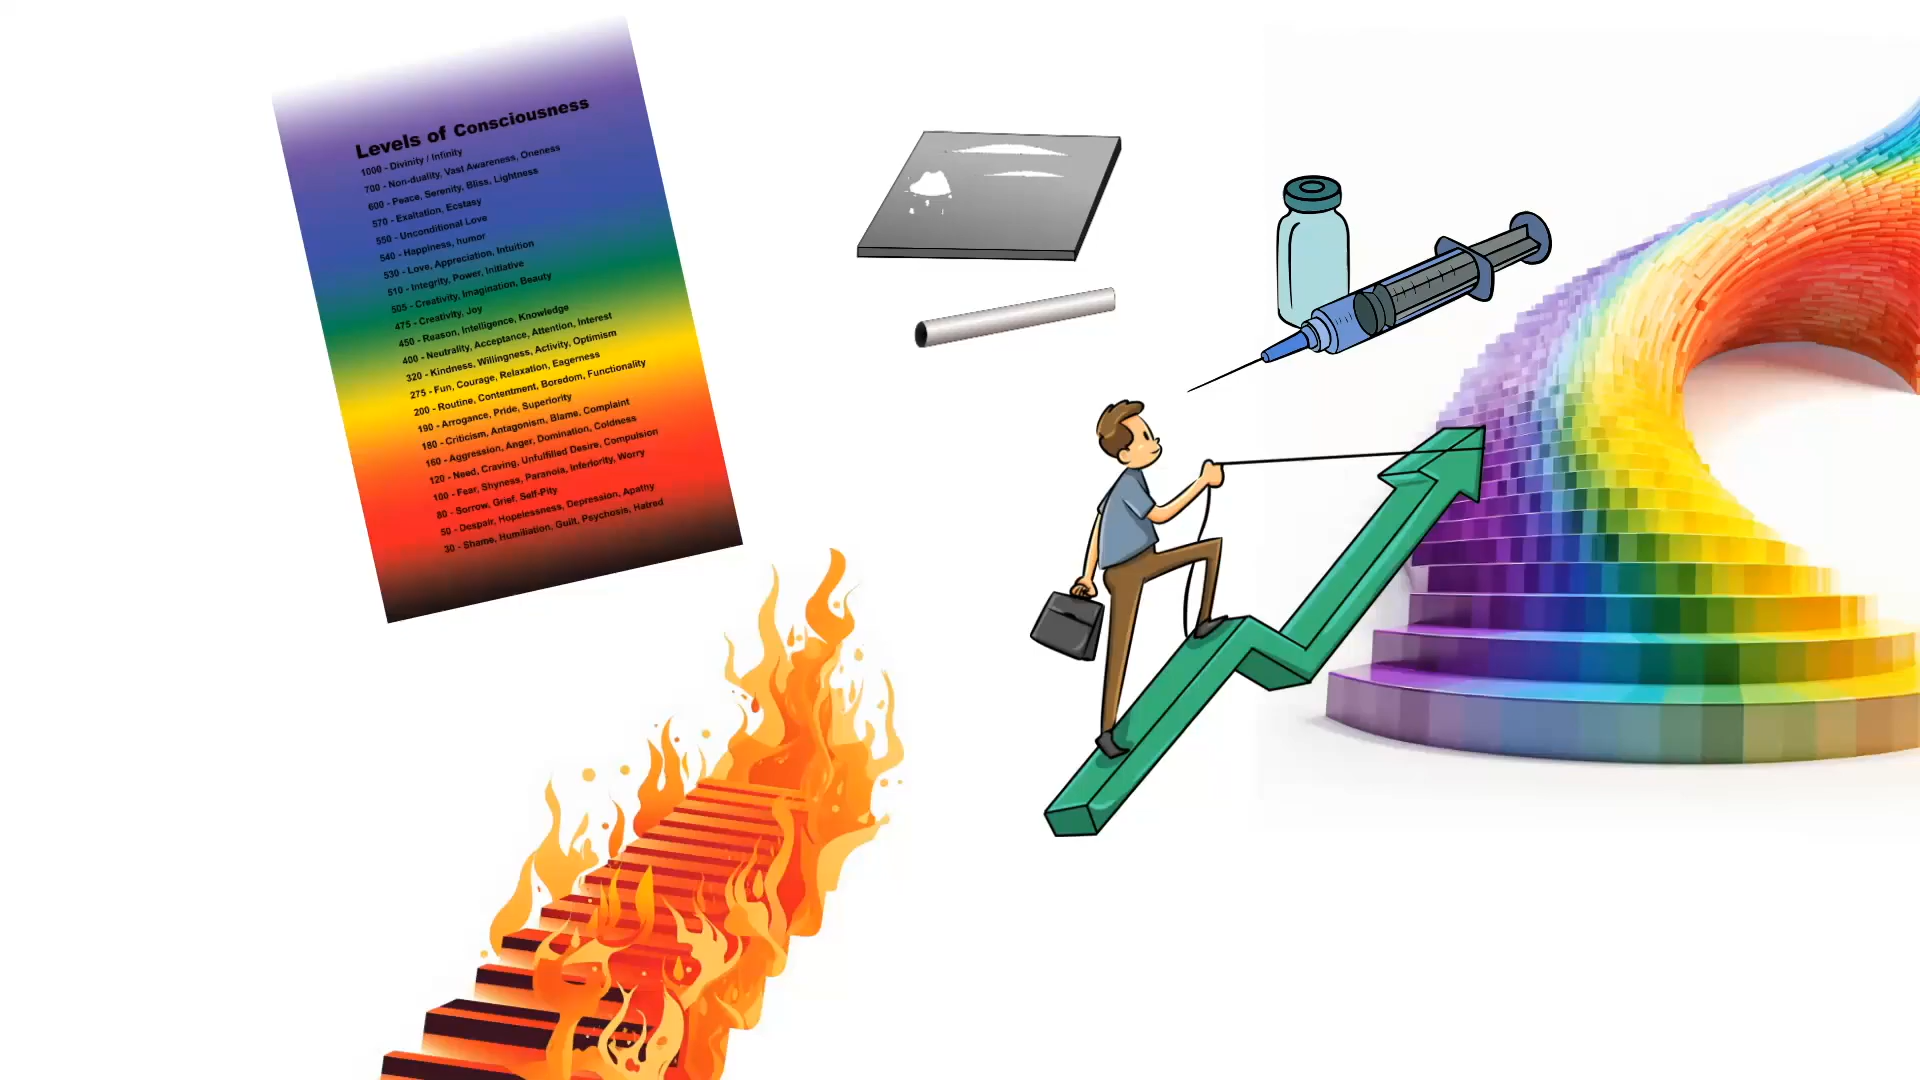 Levels of Consciousness
1000 - Divinity / Infinity
700 - Non-duality, Vast Awareness, Oneness
600 - Peace, Serenity, Bliss, Lightness
570 - Exaltation, Ecstasy
550 - Unconditional Love
540 - Happiness, humor
530 - Love, Appreciation, Intuition
510 - Integrity, Power, Initiative
505 - Creativity, Imagination, Beauty
475 - Creativity, Joy
450 - Reason, Intelligence, Knowledge
400 - Neutrality, Acceptance, Attention, Interest
320 - Kindness, Willingness, Activity, Optimism
275 - Fun, Courage, Relaxation, Eagerness
200 - Routine, Contentment, Boredom, Functionality
190 - Arrogance, Pride, Superiority
180 - Criticism, Antagonism, Blame, Complaint
160 - Aggression, Anger, Domination, Coldness
120 - Need, Craving, Unfulfilled Desire, Compulsion
100 - Fear, Shyness, Paranoia, Inferiority, Worry
80 - Sorrow, Grief, Self-Pity
50 - Despair, Hopelessness, Depression, Apathy
30 - Shame, Humiliation, Guilt, Psychosis, Hatred